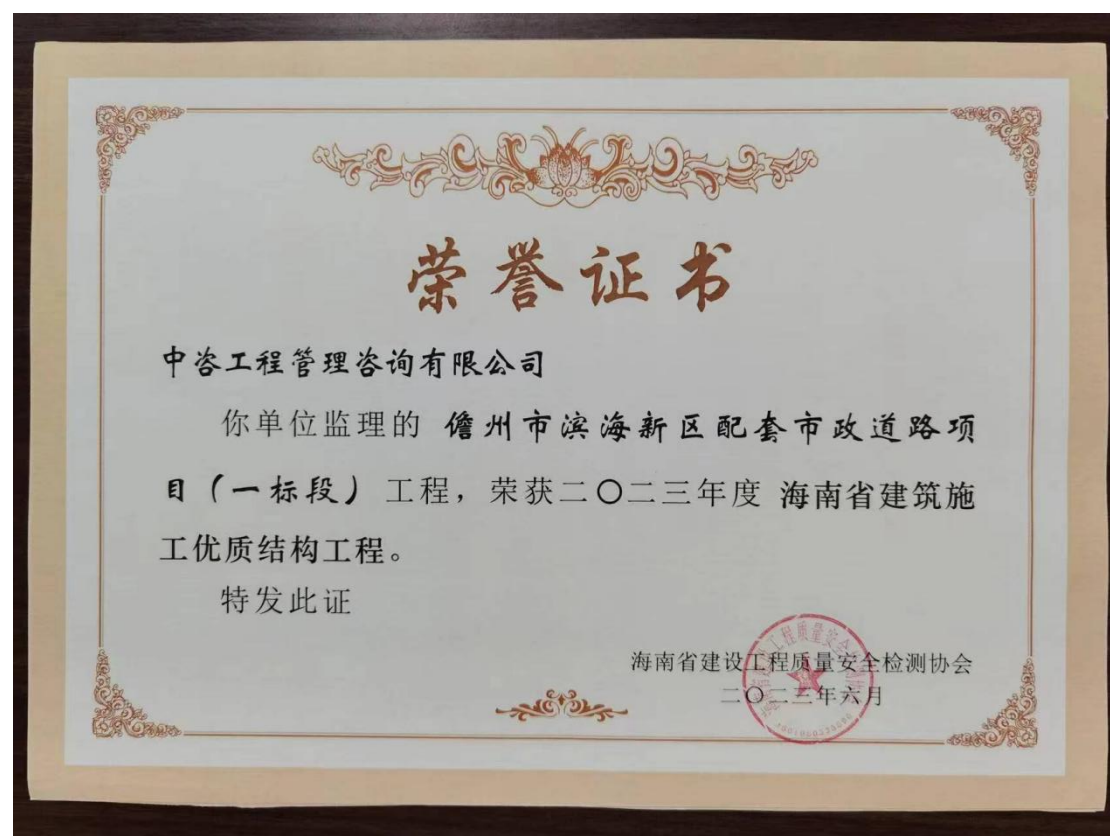 荣誉证书
中咨工程管理咨询有限公司
你单位监理的 儋州市滨海新区配套市政道路项
目(一标段)工程,荣获二〇二三年度 海南省建筑施
工优质结构工程。
特发此证
海南省建设工程质量安全检测协会
二〇二三年六月